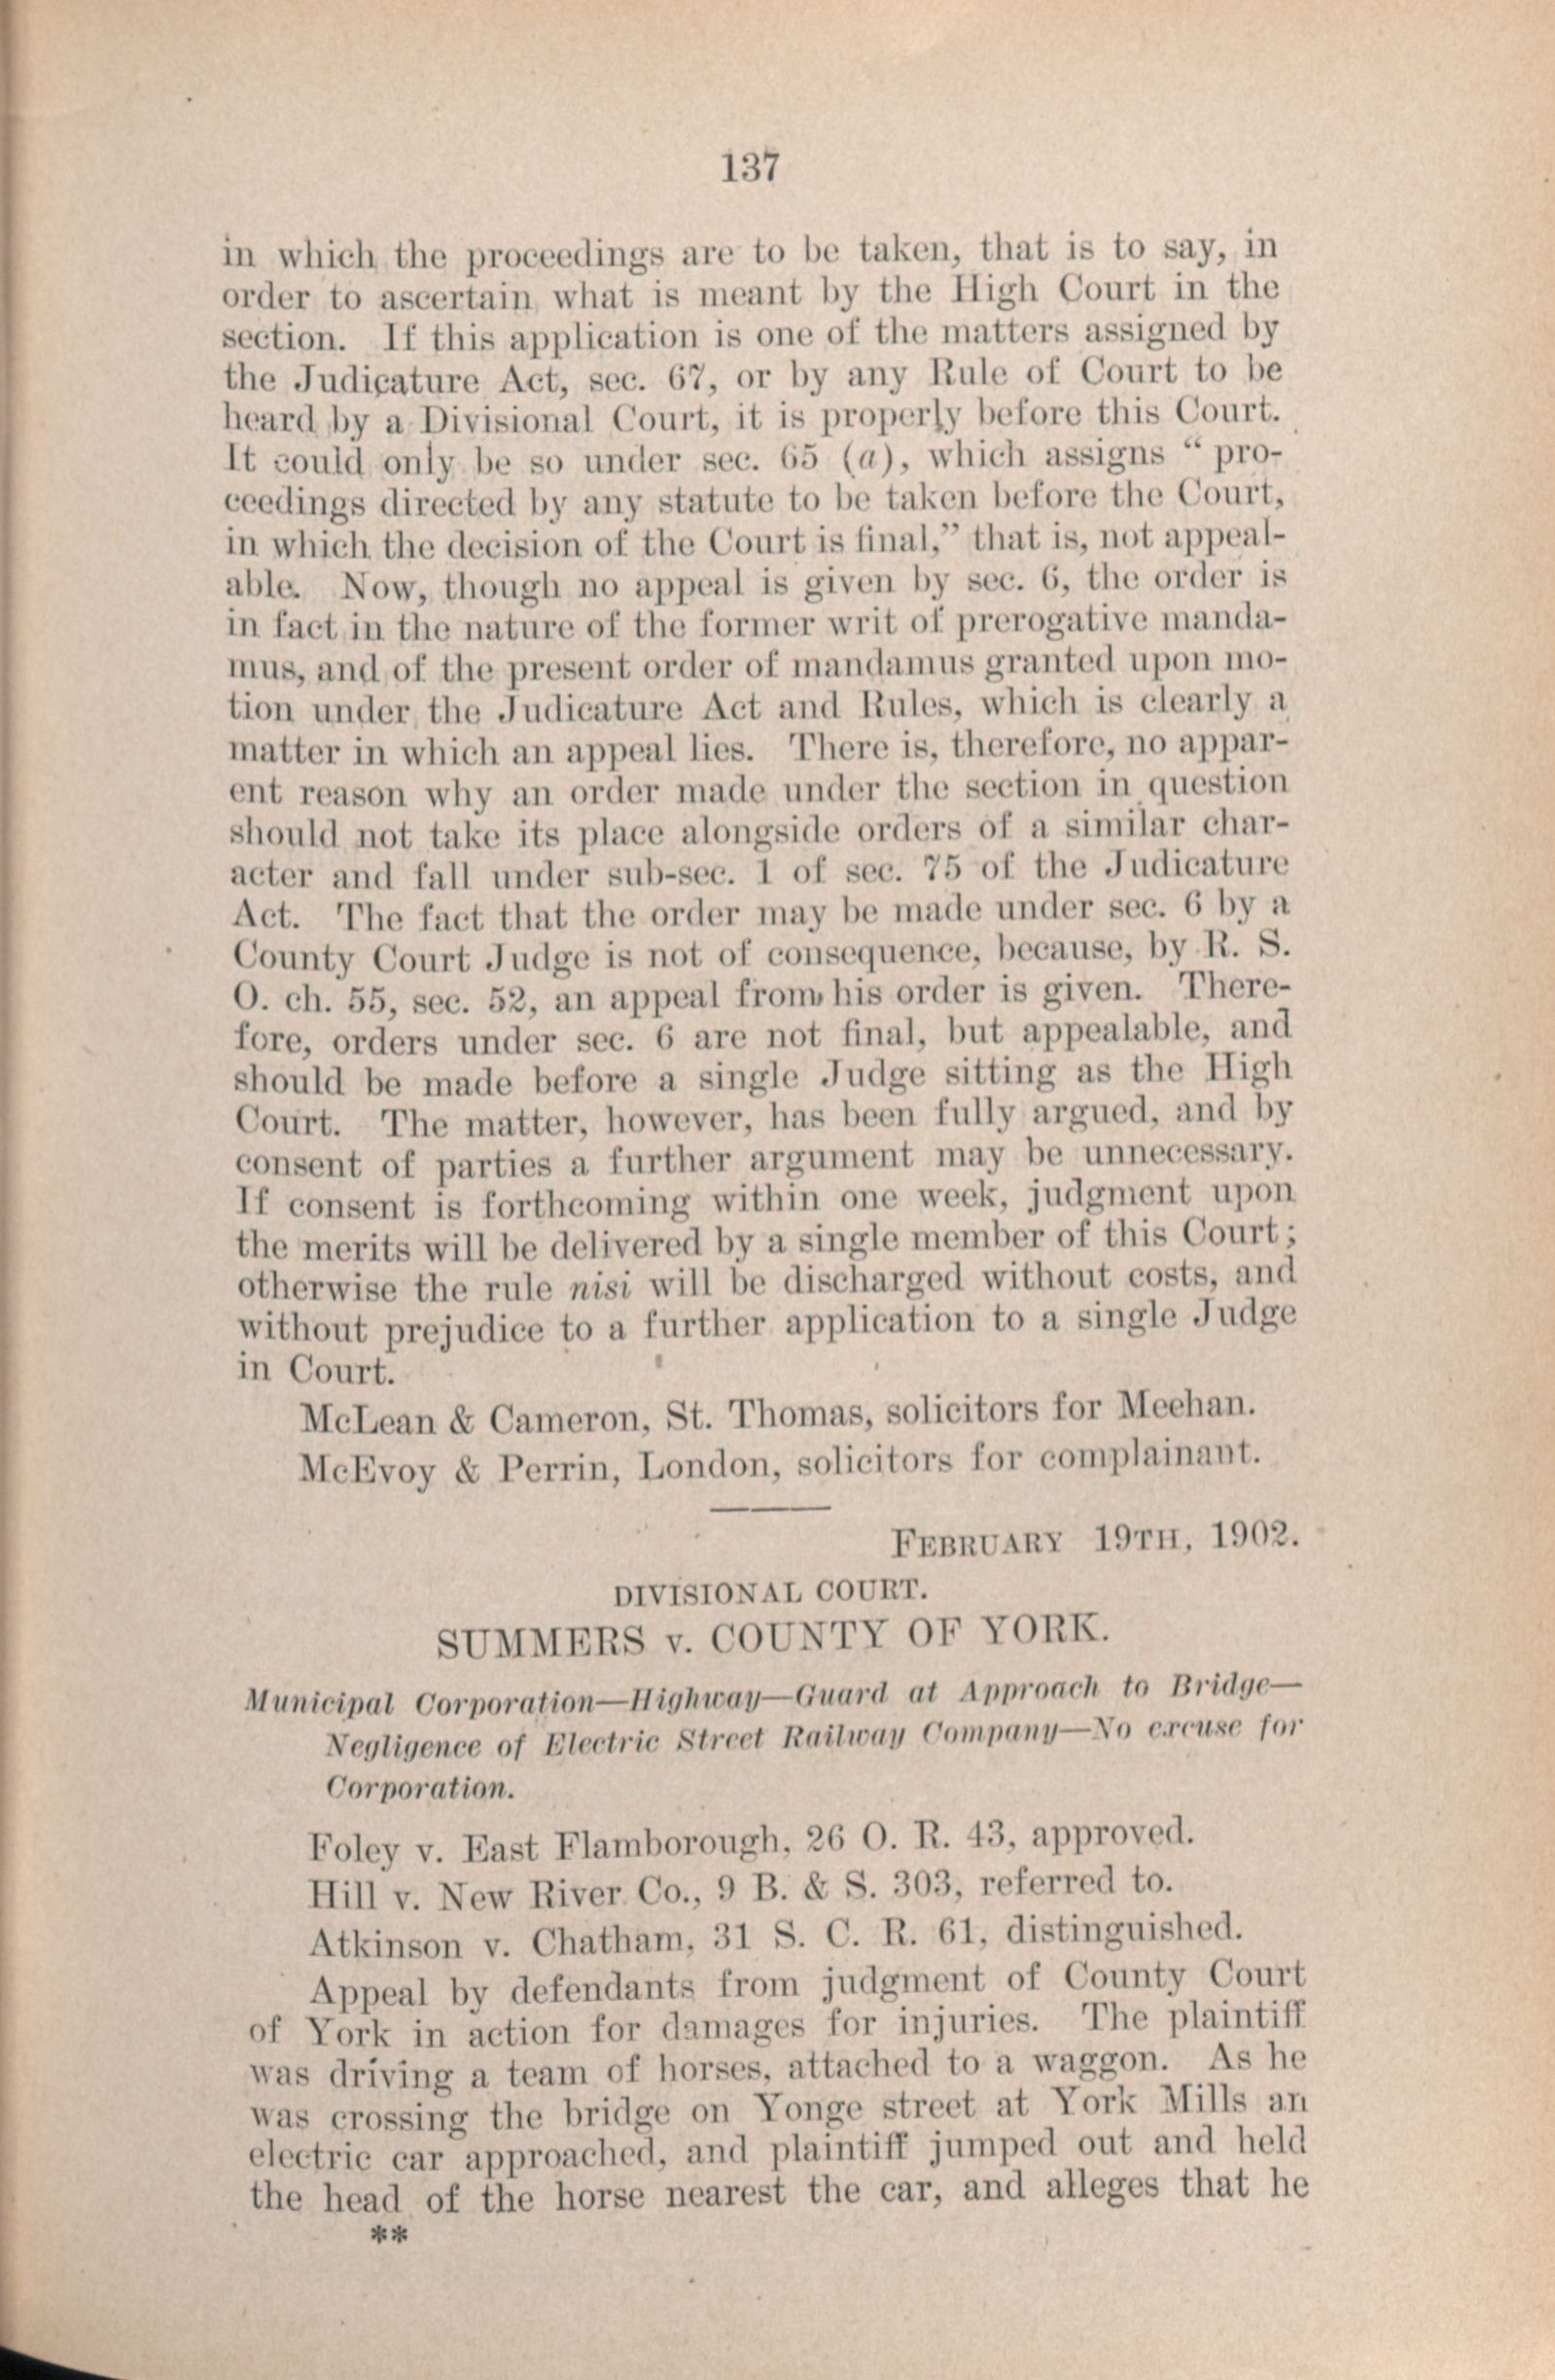 137
in which the proceedings are to be taken, that is to say, in
order to ascertain what is meant by the High Court in the
section. If this application is one of the matters assigned by
the Judicature Act, sec. 67, or by any Rule of Court to be
heard by a Divisional Court, it is properly before this Court.
It could only be so under sec. 65 (a), which assigns “ pro-
ceedings directed by any statute to be taken before the Court,
in which the decision of the Court is final,” that is, not appeal-
able. Now, though no appeal is given by sec. 6, the order is
in fact in the nature of the former writ of prerogative manda-
mus, and of the present order of mandamus granted upon mo-
tion under the Judicature Act and Rules, which is clearly a
matter in which an appeal lies. There is, therefore, no appar-
ent reason why an order made under the section in question
should not take its place alongside orders of a similar char-
acter and fall under sub-sec. 1 of sec. 75 of the Judicature
Act. The fact that the order may be made under sec. 6 by a
County Court Judge is not of consequence, because, by R. S.
O. ch. 55, sec. 52, an appeal from his order is given. There-
fore, orders under sec. 6 are not final, but appealable, and
should be made before a single Judge sitting as the High
Court. The matter, however, has been fully argued, and by
consent of parties a further argument may be unnecessary.
If consent is forthcoming within one week, judgment upon
the merits will be delivered by a single member of this Court;
otherwise the rule nisi will be discharged without costs, and
without prejudice to a further application to a single Judge
in Court.
McLean & Cameron, St. Thomas, solicitors for Meehan.
McEvoy & Perrin, London, solicitors for complainant.
FEBRUARY 19TH, 1902.
DIVISIONAL COURT.
SUMMERS v. COUNTY OF YORK.
Municipal Corporation—Highway—Guard at Approach to Bridge—
Negligence of Electric Street Railway Company—No excuse for
Corporation.
Foley v. East Flamborough, 26 O. R. 43, approved.
Hill v. New River Co., 9 B. & S. 303, referred to.
Atkinson v. Chatham, 31 S. C. R. 61, distinguished.
Appeal by defendants from judgment of County Court
of York in action for damages for injuries. The plaintiff
was driving a team of horses, attached to a waggon. As he
was crossing the bridge on Yonge street at York Mills an
electric car approached, and plaintiff jumped out and held
the head of the horse nearest the car, and alleges that he
**